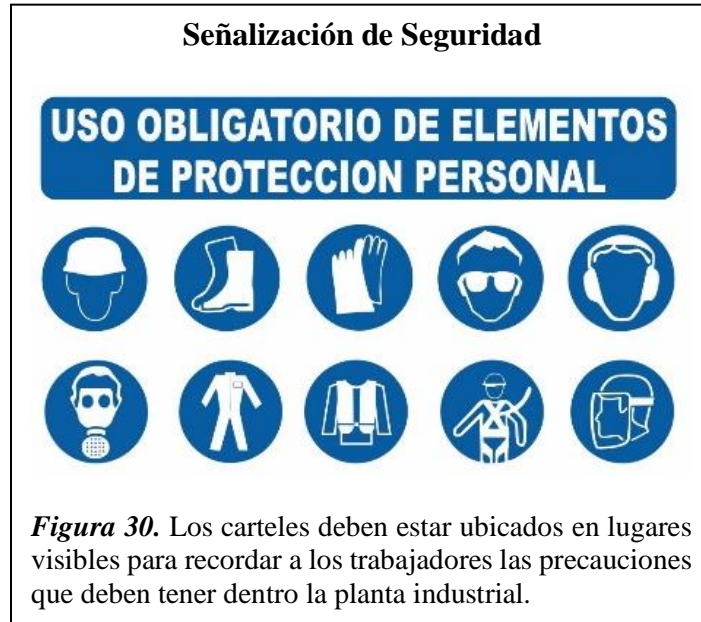 Señalización de Seguridad
USO OBLIGATORIO DE ELEMENTOS
DE PROTECCION PERSONAL
Figura 30. Los carteles deben estar ubicados en lugares
visibles para recordar a los trabajadores las precauciones
que deben tener dentro la planta industrial.